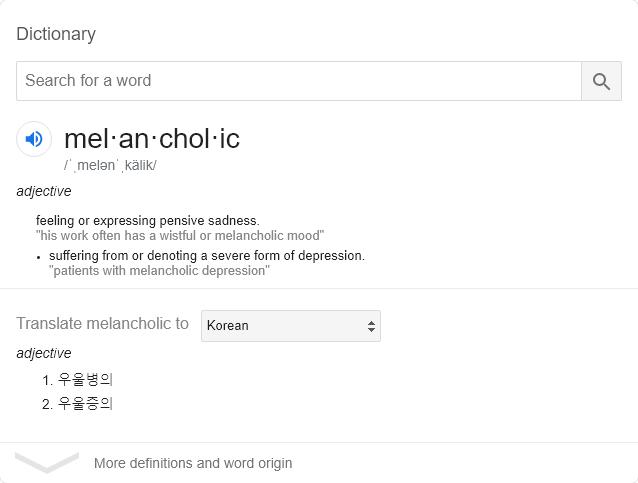 Dictionary
Search for a word
mel·an·chol·ic
/ˈˌmelənˈˌkälik/
adjective
feeling or expressing pensive sadness.
"his work often has a wistful or melancholic mood"
• suffering from or denoting a severe form of depression.
"patients with melancholic depression"
Translate melancholic to Korean
adjective
1. 우울병의
2. 우울증의
More definitions and word origin